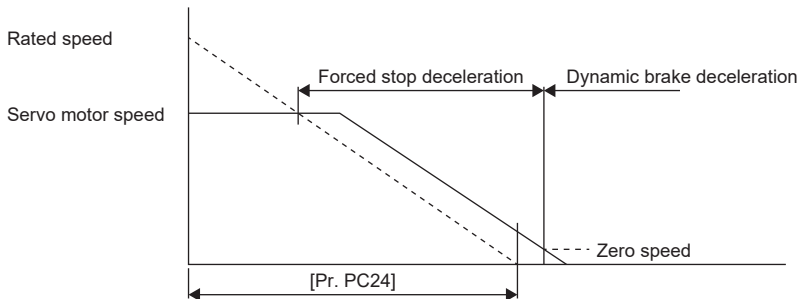 Rated speed
Forced stop deceleration
Dynamic brake deceleration
Servo motor speed
Zero speed
[Pr. PC24]